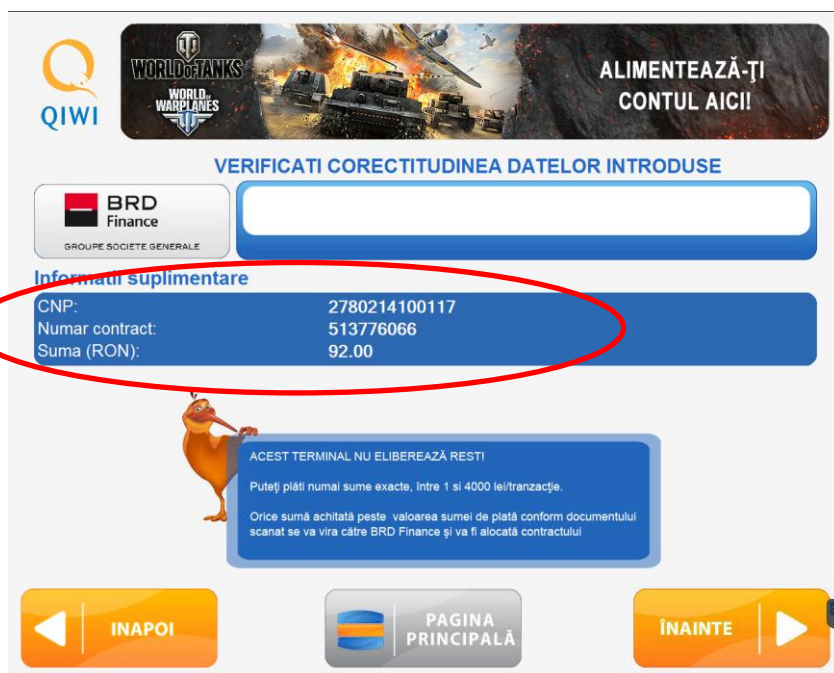 QIWI
WORLD OF TANKS
WORLD OF
WARPLANES
ALIMENTEAZĂ-ŢI
CONTUL AICI!
VERIFICATI CORECTITUDINEA DATELOR INTRODUSE
BRD
Finance
GROUPE SOCIETE GENERALE
Informatii suplimentare
CNP: 2780214100117
Numar contract: 513776066
Suma (RON): 92.00
ACEST TERMINAL NU ELIBEREAZĂ REST!
Puteţi plăti numai sume exacte, între 1 si 4000 lei/tranzacţie.
Orice sumă achitată peste valoarea sumei de plată conform documentului
scanat se va vira către BRD Finance şi va fi alocată contractului
INAPOI
PAGINA
PRINCIPALĂ
ÎNAINTE